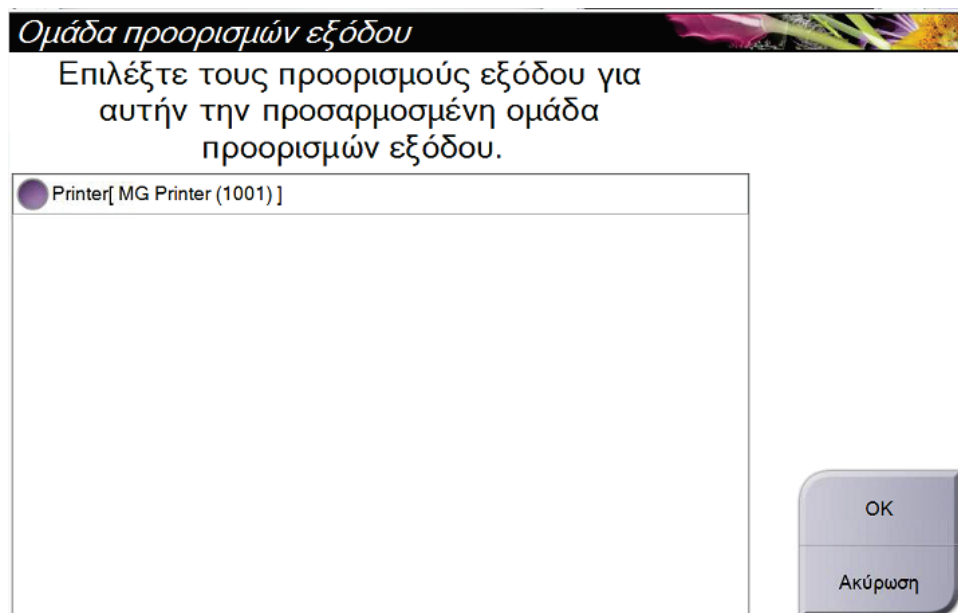 Ομάδα προορισμών εξόδου
Επιλέξτε τους προορισμούς εξόδου για
αυτήν την προσαρμοσμένη ομάδα
προορισμών εξόδου.
Printer[ MG Printer (1001) ]
OK
Ακύρωση